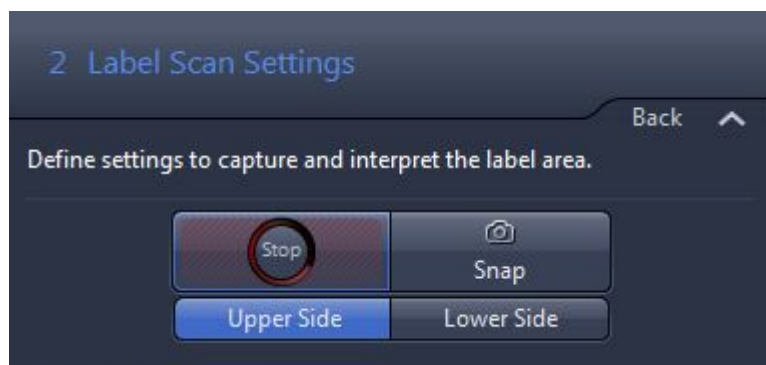 2 Label Scan Settings
Back
Define settings to capture and interpret the label area.
Stop
Snap
Upper Side
Lower Side